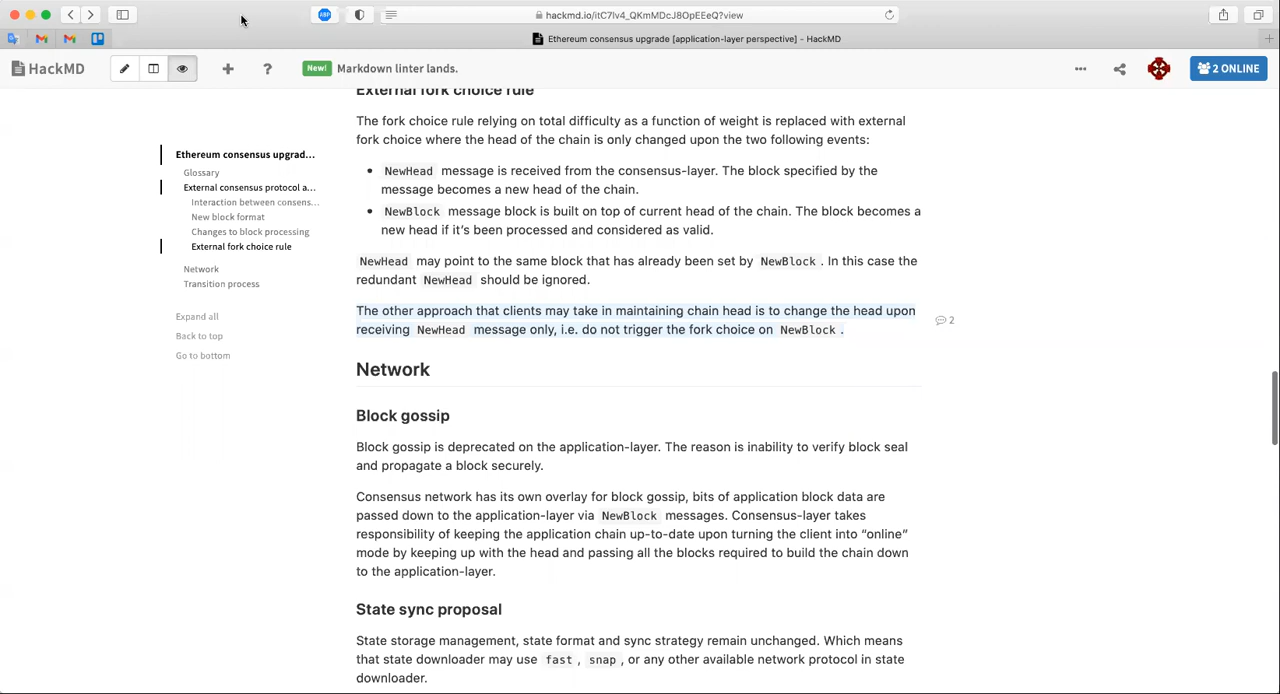 hackmd.io/itC7lv4_QKmMDcJ8OpEEeQ?view
Ethereum consensus upgrade [application-layer perspective] - HackMD
HackMD
New! Markdown linter lands.
2 ONLINE
Ethereum consensus upgrad...
Glossary
External consensus protocol a...
Interaction between consens...
New block format
Changes to block processing
External fork choice rule
Network
Transition process
Expand all
Back to top
Go to bottom
External fork choice rule
The fork choice rule relying on total difficulty as a function of weight is replaced with external
fork choice where the head of the chain is only changed upon the two following events:
• NewHead message is received from the consensus-layer. The block specified by the
message becomes a new head of the chain.
• NewBlock message block is built on top of current head of the chain. The block becomes a
new head if it's been processed and considered as valid.
NewHead may point to the same block that has already been set by NewBlock. In this case the
redundant NewHead should be ignored.
The other approach that clients may take in maintaining chain head is to change the head upon
receiving NewHead message only, i.e. do not trigger the fork choice on NewBlock.
2
Network
Block gossip
Block gossip is deprecated on the application-layer. The reason is inability to verify block seal
and propagate a block securely.
Consensus network has its own overlay for block gossip, bits of application block data are
passed down to the application-layer via NewBlock messages. Consensus-layer takes
responsibility of keeping the application chain up-to-date upon turning the client into “online”
mode by keeping up with the head and passing all the blocks required to build the chain down
to the application-layer.
State sync proposal
State storage management, state format and sync strategy remain unchanged. Which means
that state downloader may use fast, snap, or any other available network protocol in state
downloader.